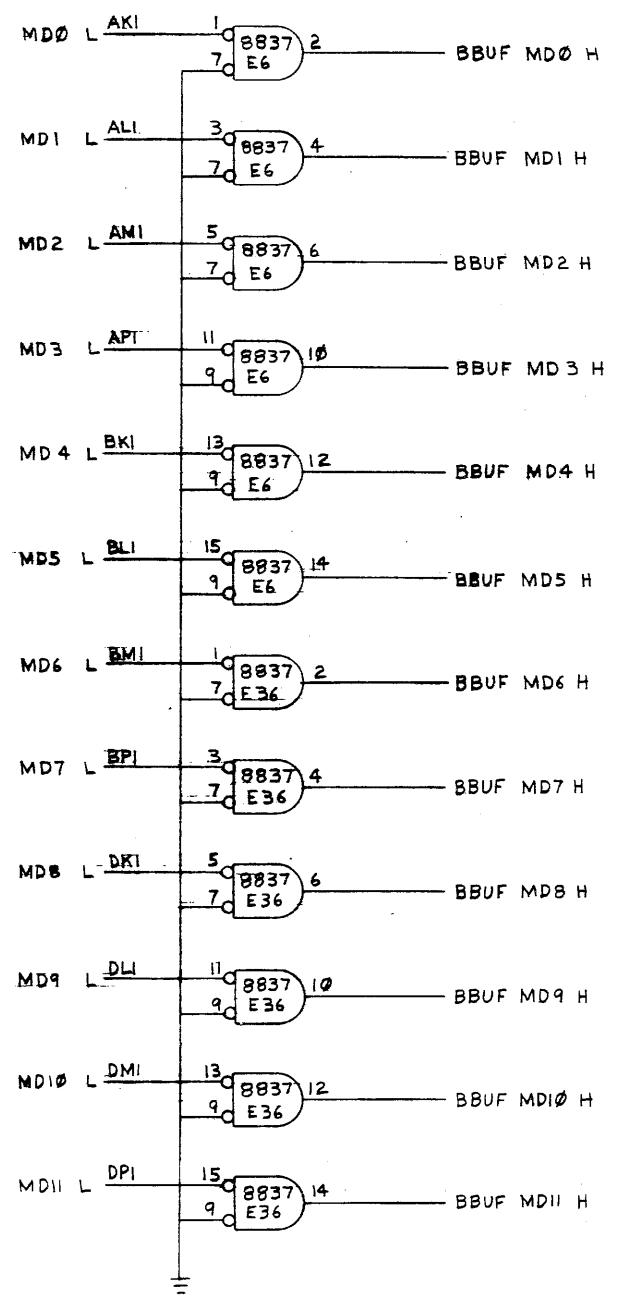 MDØ L AK1 1 8837 2 BBUF MDØ H
7 E6
MD1 L AL1 3 8837 4 BBUF MD1 H
7 E6
MD2 L AM1 5 8837 6 BBUF MD2 H
7 E6
MD3 L AP1 11 8837 1Ø BBUF MD3 H
9 E6
MD4 L BK1 13 8837 12 BBUF MD4 H
9 E6
MD5 L BL1 15 8837 14 BBUF MD5 H
9 E6
MD6 L BM1 1 8837 2 BBUF MD6 H
7 E36
MD7 L BP1 3 8837 4 BBUF MD7 H
7 E36
MD8 L DK1 5 8837 6 BBUF MD8 H
7 E36
MD9 L DL1 11 8837 1Ø BBUF MD9 H
9 E36
MD1Ø L DM1 13 8837 12 BBUF MD1Ø H
9 E36
MD11 L DP1 15 8837 14 BBUF MD11 H
9 E36